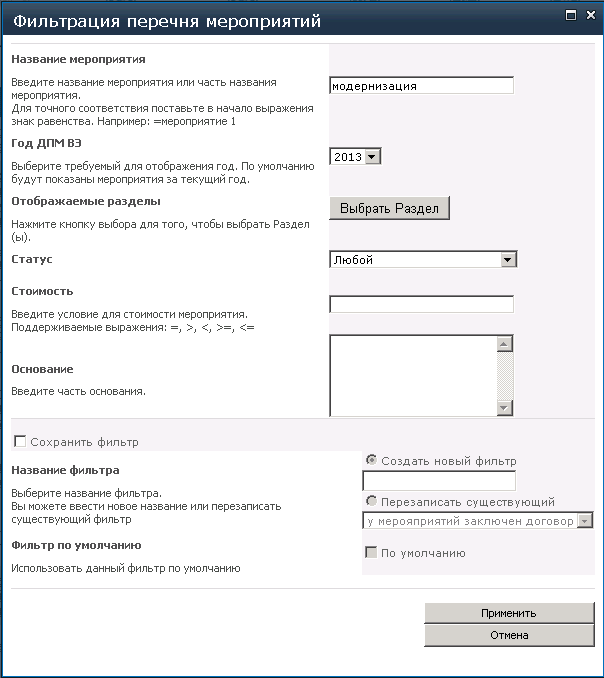 Фильтрация перечня мероприятий
Название мероприятия
Введите название мероприятия или часть названия
мероприятия.
Для точного соответствия поставьте в начало выражения
знак равенства. Например: =мероприятие 1
модернизация
Год ДПМ ВЭ
Выберите требуемый для отображения год. По умолчанию
будут показаны мероприятия за текущий год.
2013
Отображаемые разделы
Нажмите кнопку выбора для того, чтобы выбрать Раздел
(ы).
Выбрать Раздел
Статус
Любой
Стоимость
Введите условие для стоимости мероприятия.
Поддерживаемые выражения: =, >, <, >=, <=
Основание
Введите часть основания.
Сохранить фильтр
Название фильтра
Выберите название фильтра.
Вы можете ввести новое название или перезаписать
существующий фильтр
Создать новый фильтр
Перезаписать существующий
у мерояприятий заключен договор
Фильтр по умолчанию
Использовать данный фильтр по умолчанию
По умолчанию
Применить
Отмена